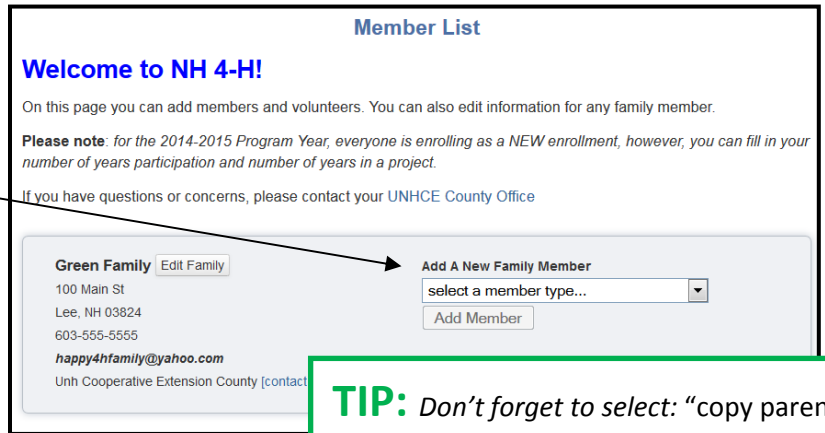 Member List
Welcome to NH 4-H!
On this page you can add members and volunteers. You can also edit information for any family member.
Please note: for the 2014-2015 Program Year, everyone is enrolling as a NEW enrollment, however, you can fill in your
number of years participation and number of years in a project.
If you have questions or concerns, please contact your UNHCE County Office
Green Family Edit Family
100 Main St
Lee, NH 03824
603-555-5555
happy4hfamily@yahoo.com
Unh Cooperative Extension County [contact
Add A New Family Member
select a member type...
Add Member
TIP: Don't forget to select: "copy paren